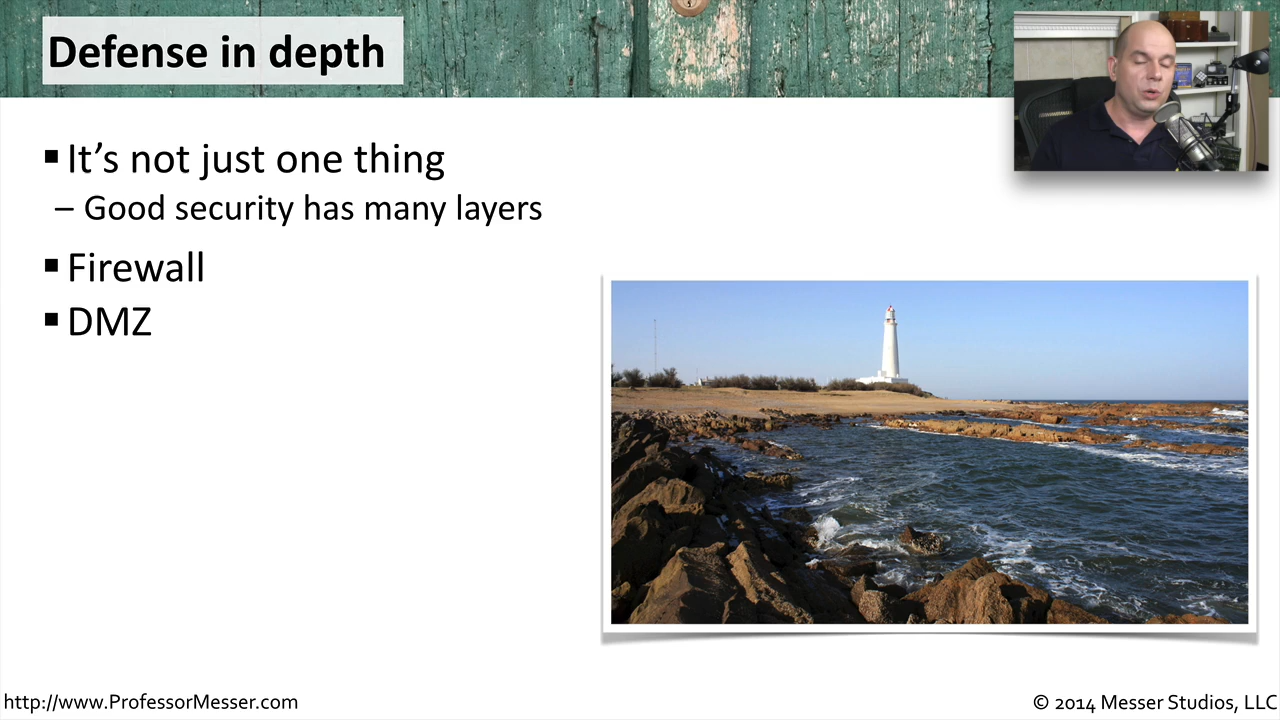 Defense in depth
▪ It’s not just one thing
– Good security has many layers
▪ Firewall
▪ DMZ
http://www.ProfessorMesser.com
© 2014 Messer Studios, LLC